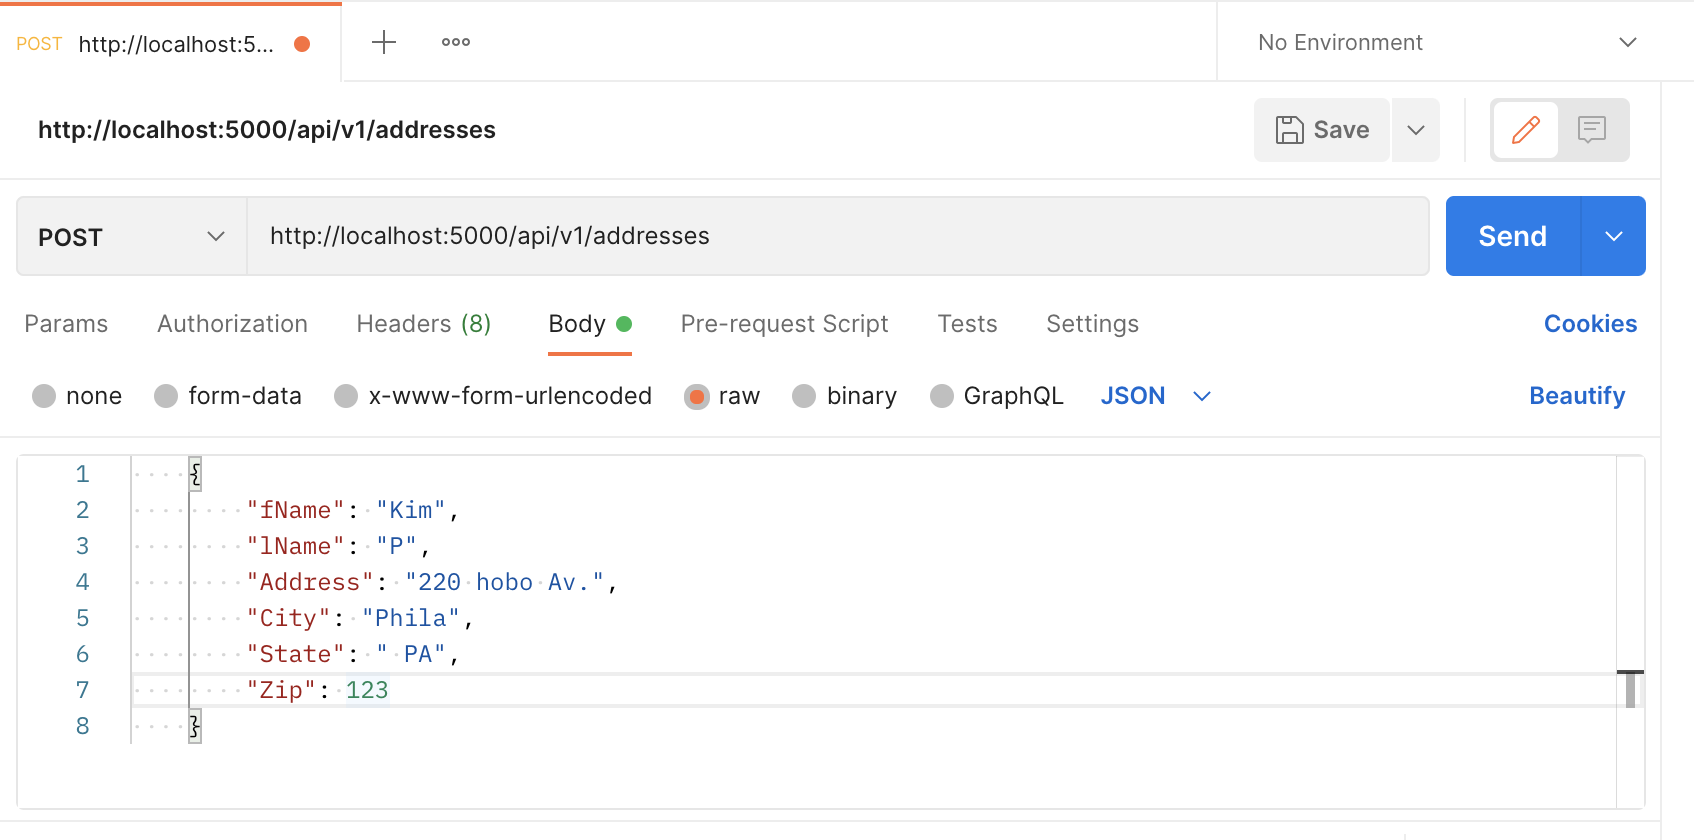 POST http://localhost:5... No Environment
http://localhost:5000/api/v1/addresses Save
POST http://localhost:5000/api/v1/addresses Send
Params Authorization Headers (8) Body Pre-request Script Tests Settings Cookies
none form-data x-www-form-urlencoded raw binary GraphQL JSON Beautify
1 {
2 "fName": "Kim",
3 "lName": "P",
4 "Address": "220 hobo Av.",
5 "City": "Phila",
6 "State": " PA",
7 "Zip": 123
8 }